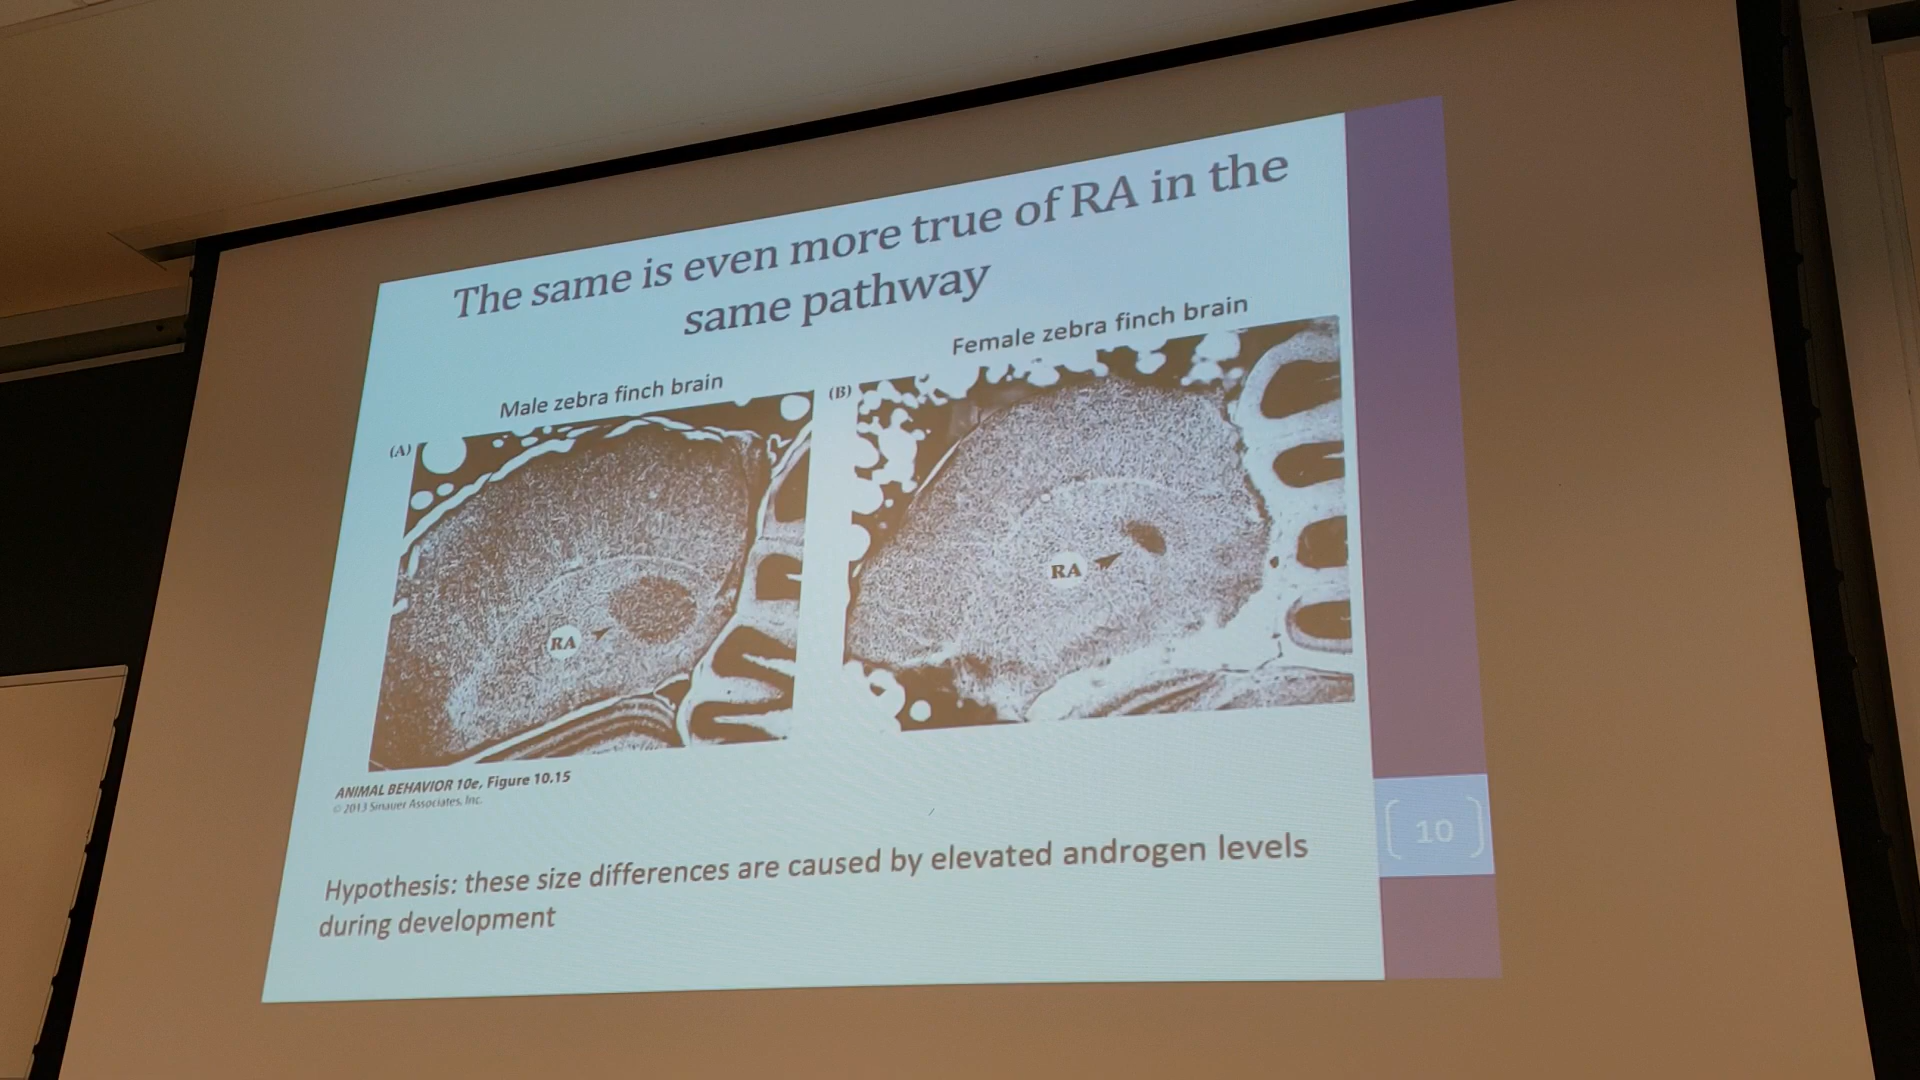 The same is even more true of RA in the
same pathway
Male zebra finch brain
Female zebra finch brain
(A)
(B)
RA
RA
ANIMAL BEHAVIOR 10e, Figure 10.15
© 2013 Sinauer Associates, Inc.
Hypothesis: these size differences are caused by elevated androgen levels
during development
10